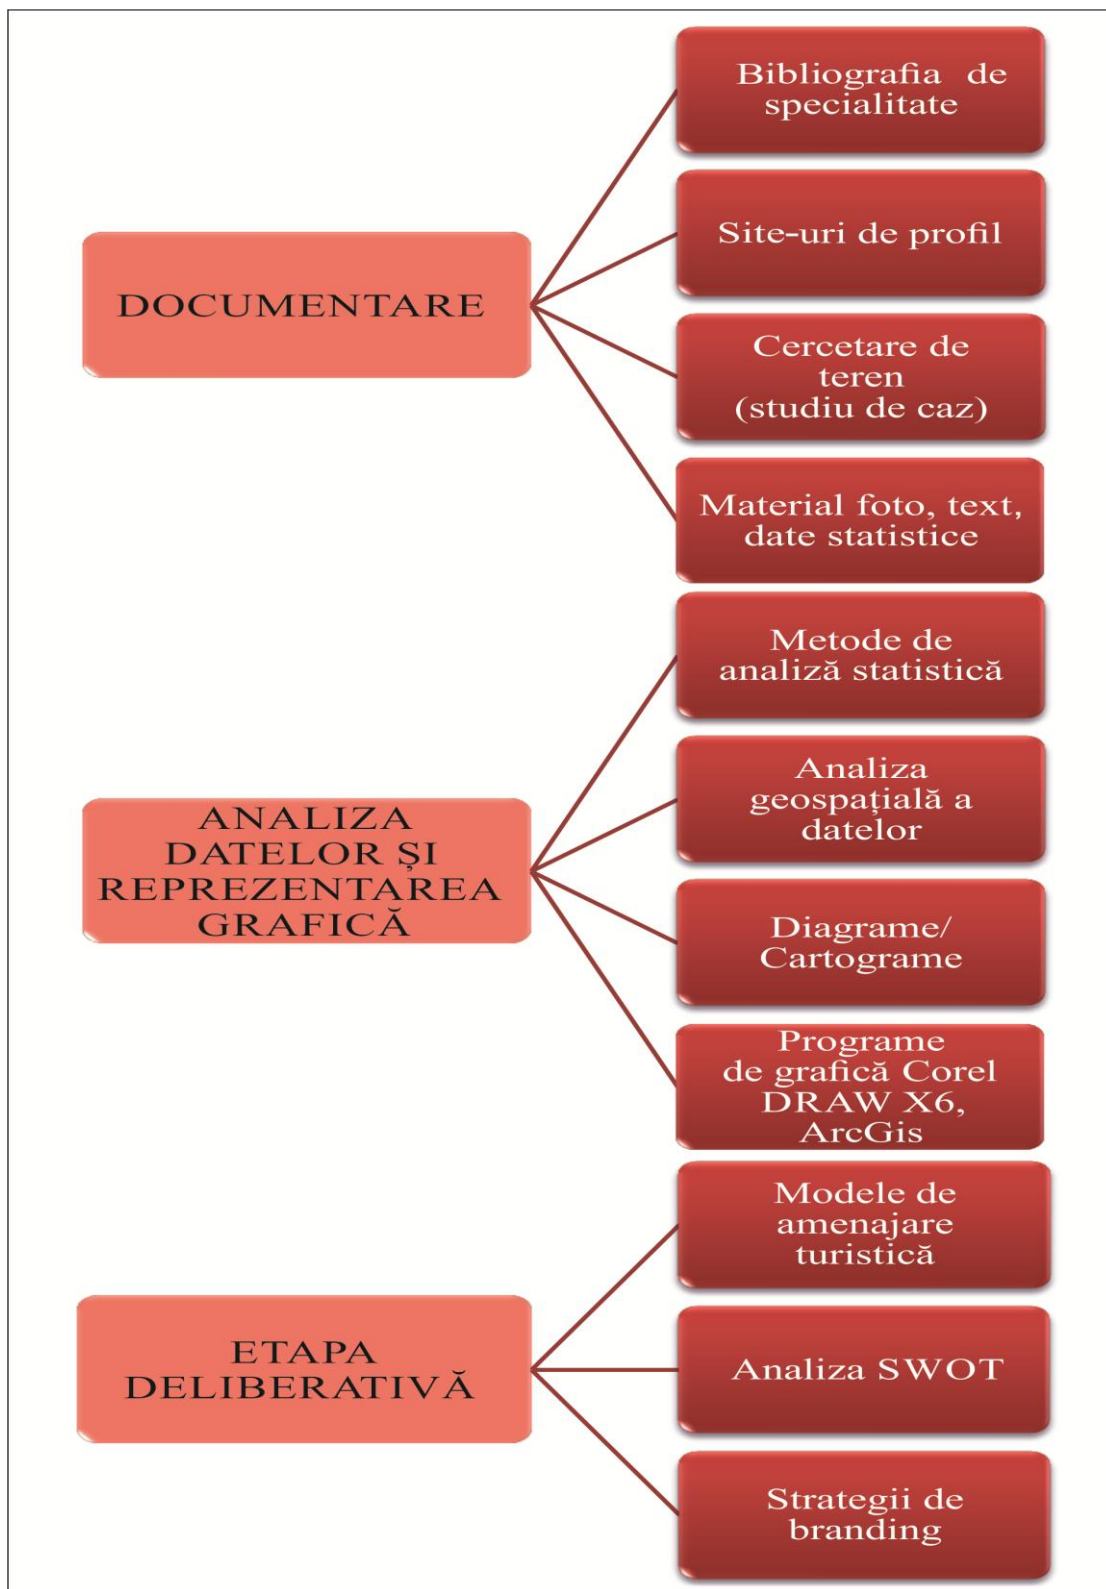 DOCUMENTARE
Bibliografia de
specialitate
Site-uri de profil
Cercetare de
teren
(studiu de caz)
Material foto, text,
date statistice
ANALIZA
DATELOR ȘI
REPREZENTAREA
GRAFICĂ
Metode de
analiză statistică
Analiza
geospațială a
datelor
Diagrame/
Cartograme
Programe
de grafică Corel
DRAW X6,
ArcGis
ETAPA
DELIBERATIVĂ
Modele de
amenajare
turistică
Analiza SWOT
Strategii de
branding